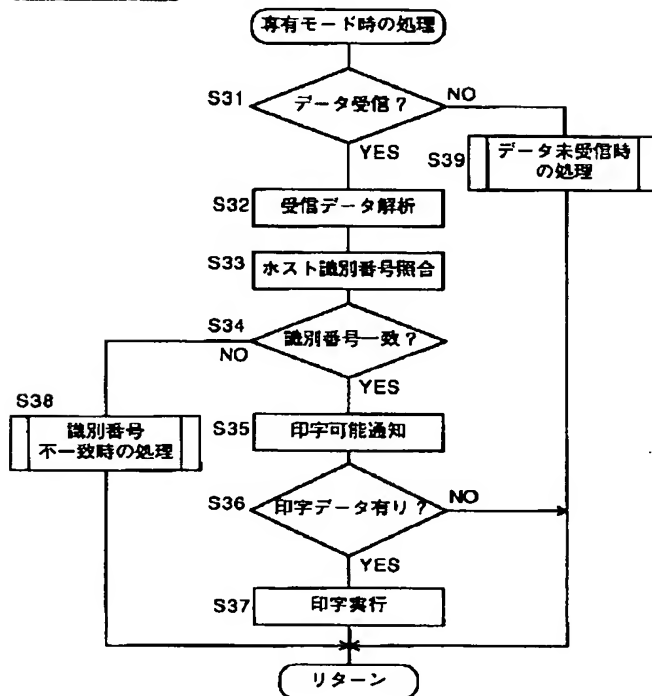 専有モード時の処理
S31
データ受信？
NO
YES
S39
データ未受信時
の処理
S32
受信データ解析
S33
ホスト識別番号照合
S34
識別番号一致？
NO
YES
S38
識別番号
不一致時の処理
S35
印字可能通知
S36
印字データ有り？
NO
YES
S37
印字実行
リターン